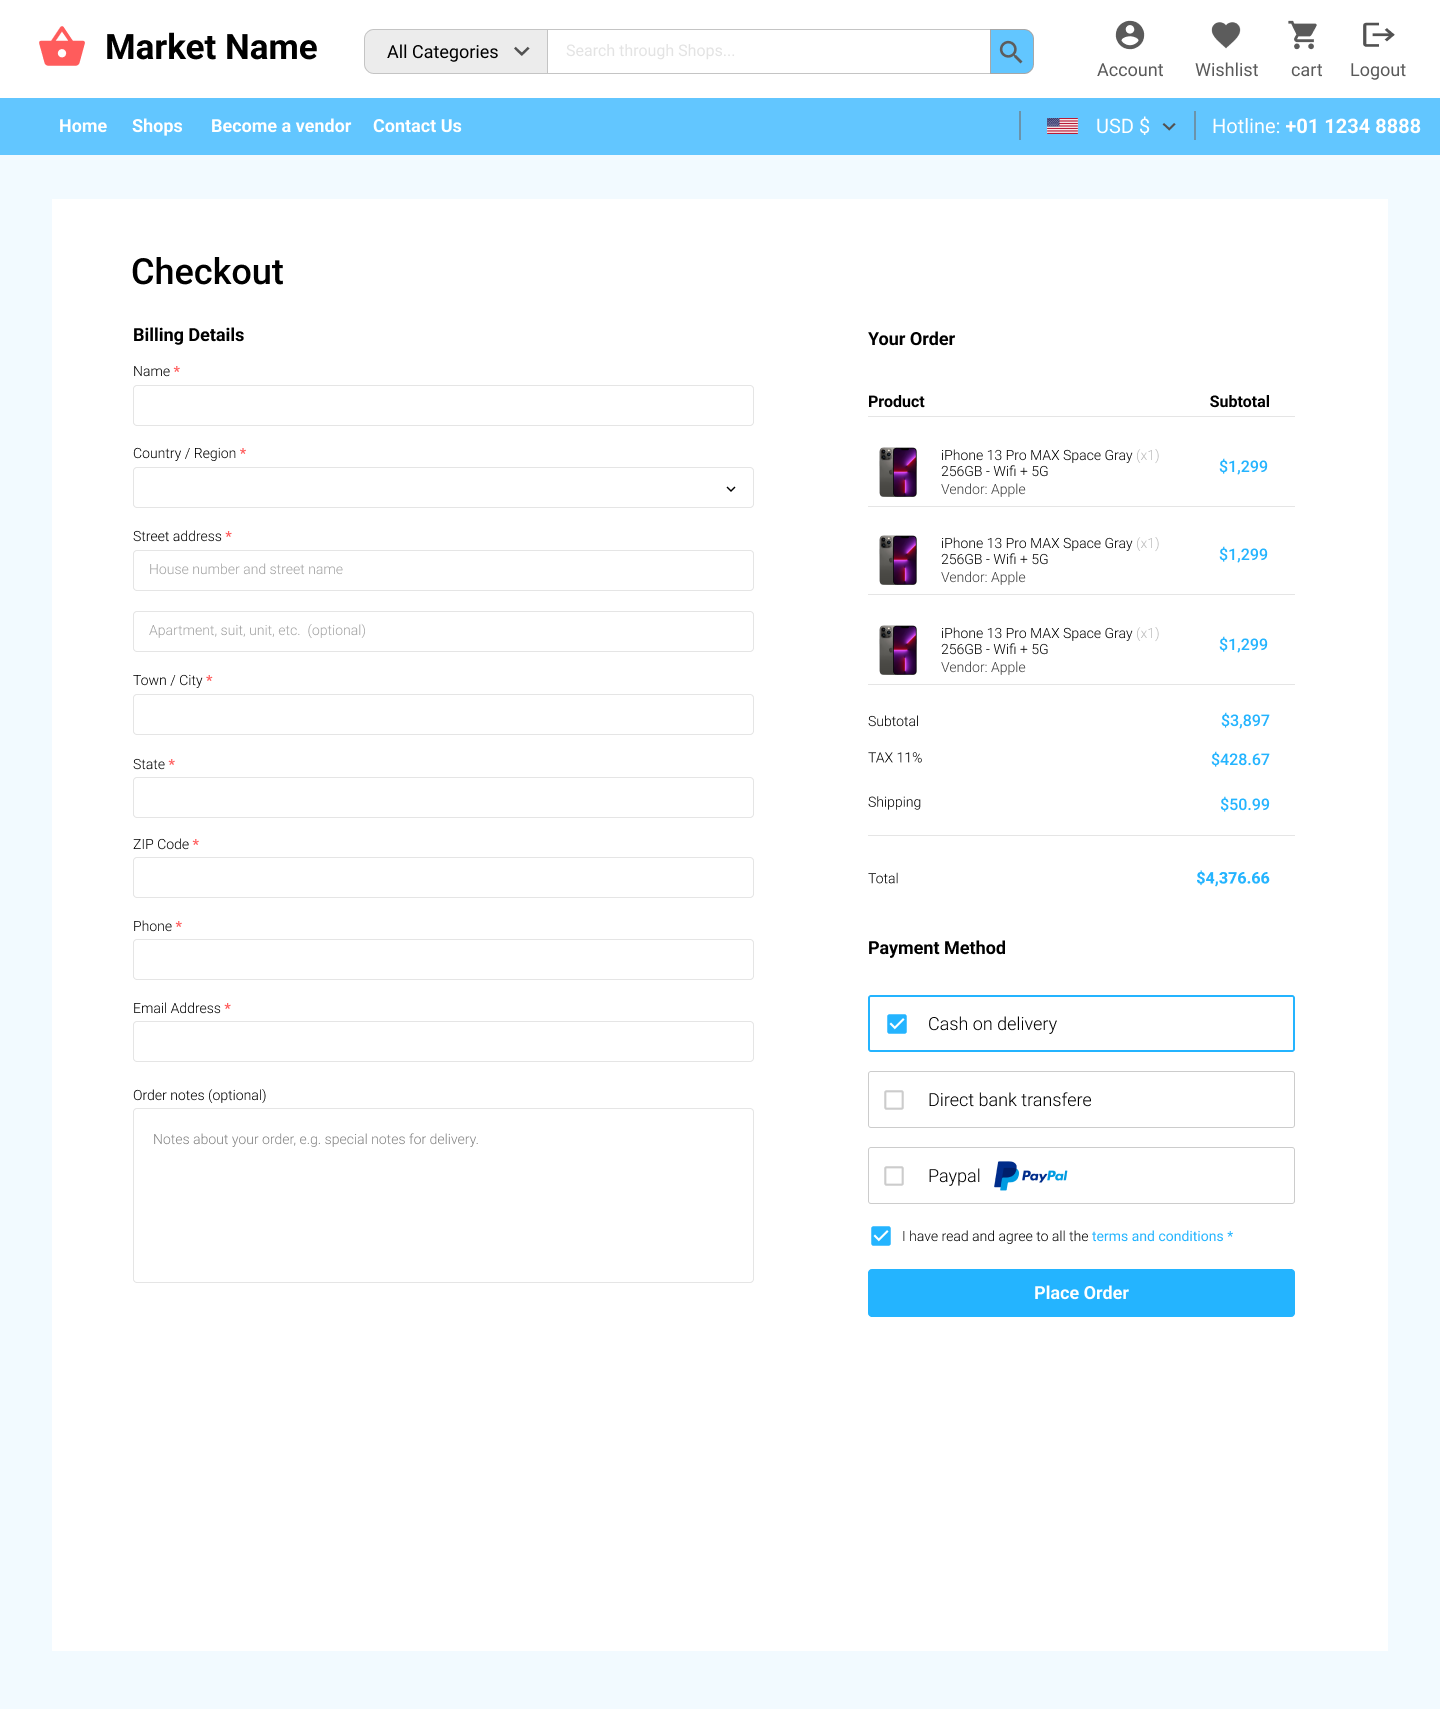 Market Name
All Categories
Search through Shops...
Account
Wishlist
cart
Logout
Home
Shops
Become a vendor
Contact Us
USD $
Hotline: +01 1234 8888
Checkout
Billing Details
Name *
Country / Region *
Street address *
House number and street name
Apartment, suit, unit, etc. (optional)
Town / City *
State *
ZIP Code *
Phone *
Email Address *
Order notes (optional)
Notes about your order, e.g. special notes for delivery.
Your Order
Product
Subtotal
iPhone 13 Pro MAX Space Gray (x1)
256GB - Wifi + 5G
Vendor: Apple
$1,299
iPhone 13 Pro MAX Space Gray (x1)
256GB - Wifi + 5G
Vendor: Apple
$1,299
iPhone 13 Pro MAX Space Gray (x1)
256GB - Wifi + 5G
Vendor: Apple
$1,299
Subtotal
$3,897
TAX 11%
$428.67
Shipping
$50.99
Total
$4,376.66
Payment Method
Cash on delivery
Direct bank transfere
Paypal
PayPal
I have read and agree to all the terms and conditions *
Place Order